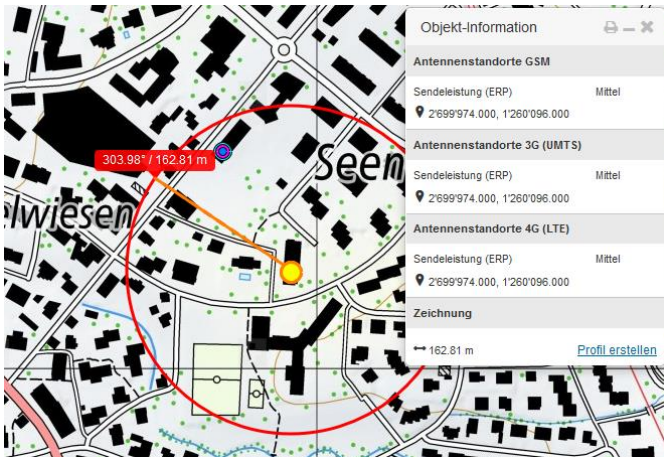 Objekt-Information
Antennenstandorte GSM
Sendeleistung (ERP) Mittel
2'699'974.000, 1'260'096.000
Antennenstandorte 3G (UMTS)
Sendeleistung (ERP) Mittel
2'699'974.000, 1'260'096.000
Antennenstandorte 4G (LTE)
Sendeleistung (ERP) Mittel
2'699'974.000, 1'260'096.000
Zeichnung
162.81 m Profil erstellen
303.98° / 162.81 m
Seen
elwiesen